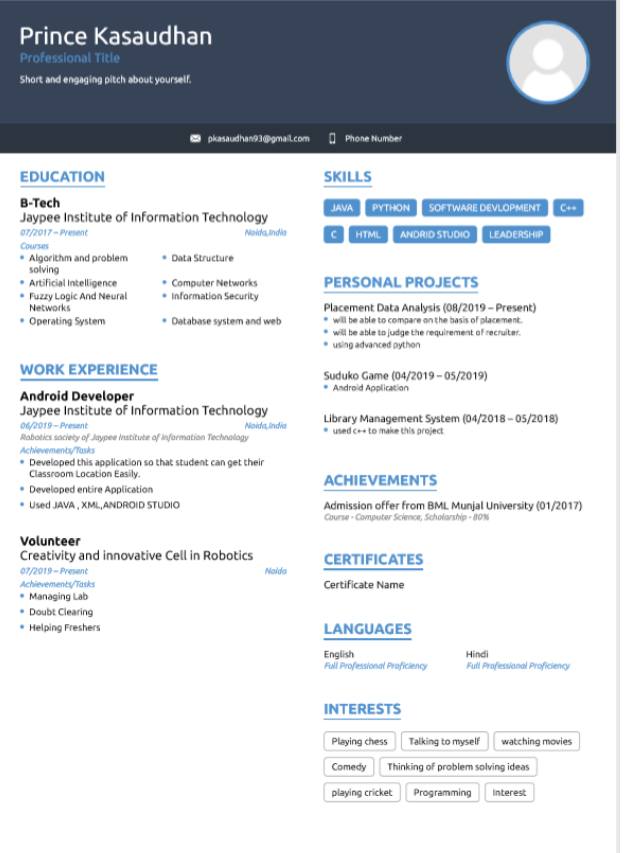 Prince Kasaudhan
Professional Title
Short and engaging pitch about yourself.
pkasaudhan93@gmail.com
Phone Number
EDUCATION
B-Tech
Jaypee Institute of Information Technology
07/2017 – Present
Noida,India
Courses
Algorithm and problem
solving
Data Structure
Artificial Intelligence
Computer Networks
Fuzzy Logic And Neural
Networks
Information Security
Operating System
Database system and web
WORK EXPERIENCE
Android Developer
Jaypee Institute of Information Technology
06/2019 – Present
Noida,India
Robotics society of Jaypee Institute of Information Technology
Achievements/Tasks
Developed this application so that student can get their
Classroom Location Easily.
Developed entire Application
Used JAVA , XML,ANDROID STUDIO
Volunteer
Creativity and innovative Cell in Robotics
07/2019 – Present
Noida
Achievements/Tasks
Managing Lab
Doubt Clearing
Helping Freshers
SKILLS
JAVA PYTHON SOFTWARE DEVLOPMENT C++
C HTML ANDRID STUDIO LEADERSHIP
PERSONAL PROJECTS
Placement Data Analysis (08/2019 – Present)
will be able to compare on the basis of placement.
will be able to judge the requirement of recruiter.
using advanced python
Suduko Game (04/2019 – 05/2019)
Android Application
Library Management System (04/2018 – 05/2018)
used c++ to make this project
ACHIEVEMENTS
Admission offer from BML Munjal University (01/2017)
Course - Computer Science, Scholarship - 80%
CERTIFICATES
Certificate Name
LANGUAGES
English
Full Professional Proficiency
Hindi
Full Professional Proficiency
INTERESTS
Playing chess Talking to myself watching movies
Comedy Thinking of problem solving ideas
playing cricket Programming Interest